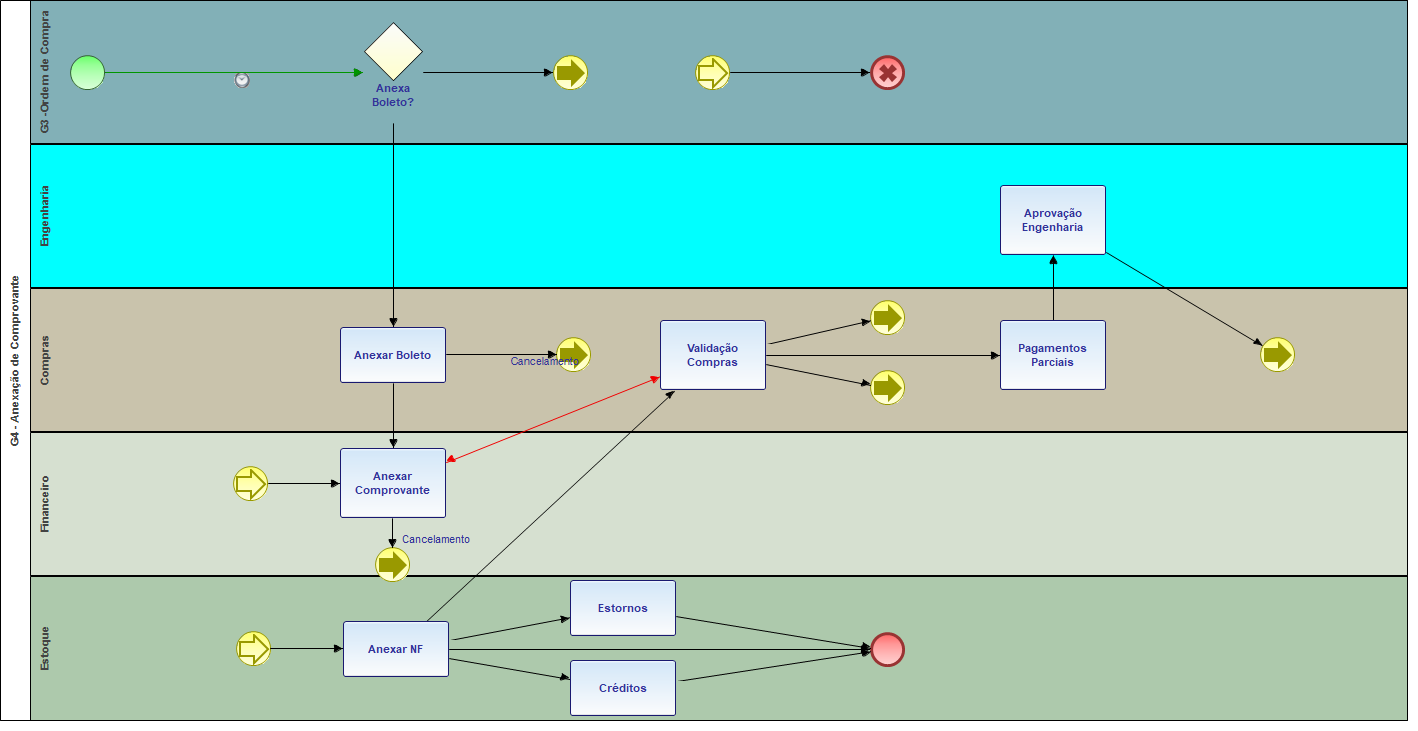 G4 - Anexação de Comprovante
G3 -Ordem de Compra
Anexa
Boleto?
Engenharia
Aprovação
Engenharia
Compras
Anexar Boleto
Cancelamento
Validação
Compras
Pagamentos
Parciais
Financeiro
Anexar
Comprovante
Cancelamento
Estoque
Anexar NF
Estornos
Créditos